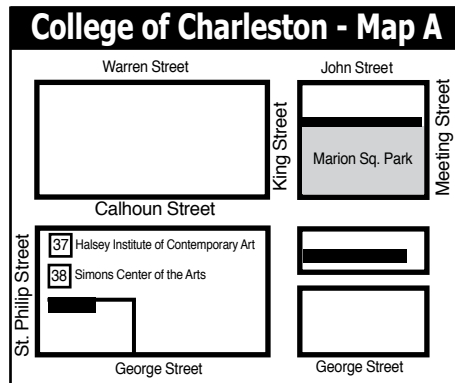 College of Charleston - Map A
Warren Street
John Street
King Street
Meeting Street
Marion Sq. Park
Calhoun Street
St. Philip Street
37 Halsey Institute of Contemporary Art
38 Simons Center of the Arts
George Street
George Street